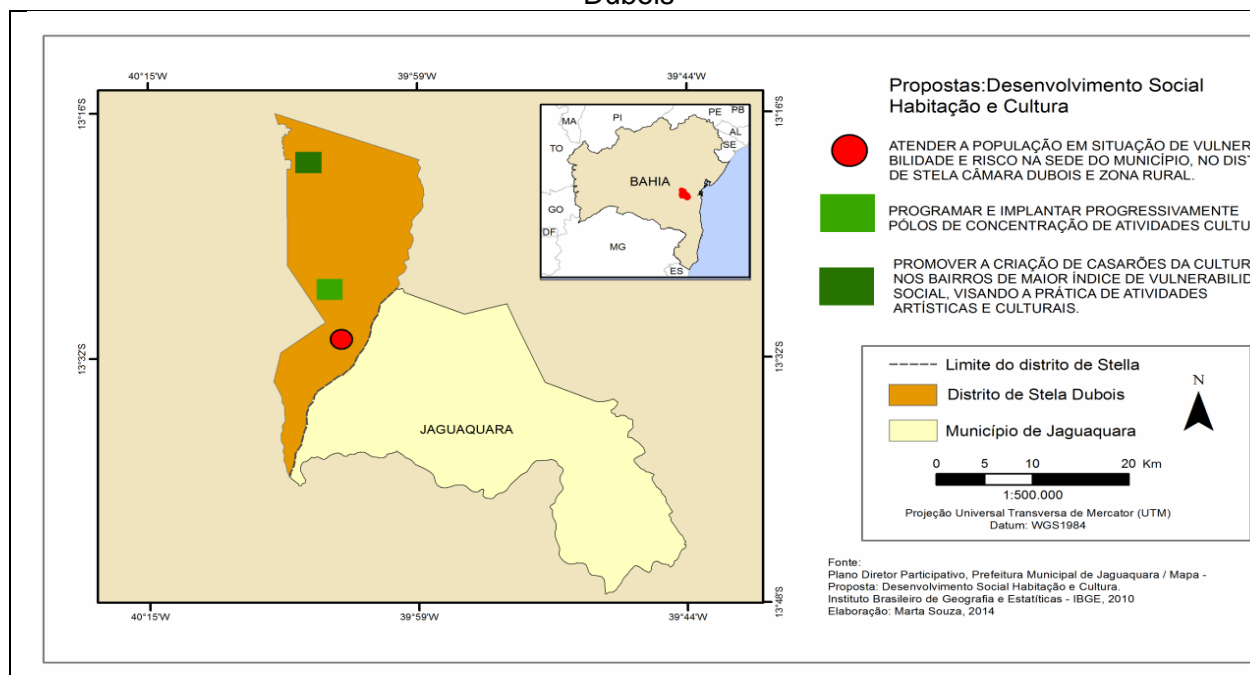 Dubois
40°15'W
39°59'W
39°44'W
13°16'S
13°16'S
MA
PI
PE
PB
AL
SE
TO
BAHIA
GO
DF
MG
ES
13°32'S
13°32'S
JAGUAQUARA
13°48'S
40°15'W
39°59'W
39°44'W
Propostas:Desenvolvimento Social
Habitação e Cultura
ATENDER A POPULAÇÃO EM SITUAÇÃO DE VULNER
BILIDADE E RISCO NA SEDE DO MUNICÍPIO, NO DIST
DE STELA CÂMARA DUBOIS E ZONA RURAL.
PROGRAMAR E IMPLANTAR PROGRESSIVAMENTE
PÓLOS DE CONCENTRAÇÃO DE ATIVIDADES CULTU
PROMOVER A CRIAÇÃO DE CASARÕES DA CULTUR
NOS BAIRROS DE MAIOR ÍNDICE DE VULNERABILID
SOCIAL, VISANDO A PRÁTICA DE ATIVIDADES
ARTÍSTICAS E CULTURAIS.
Limite do distrito de Stella
Distrito de Stela Dubois
Município de Jaguaquara
N
0 5 10 20 Km
1:500.000
Projeção Universal Transversa de Mercator (UTM)
Datum: WGS1984
Fonte:
Plano Diretor Participativo, Prefeitura Municipal de Jaguaquara / Mapa -
Proposta: Desenvolvimento Social Habitação e Cultura.
Instituto Brasileiro de Geografia e Estatíticas - IBGE, 2010
Elaboração: Marta Souza, 2014